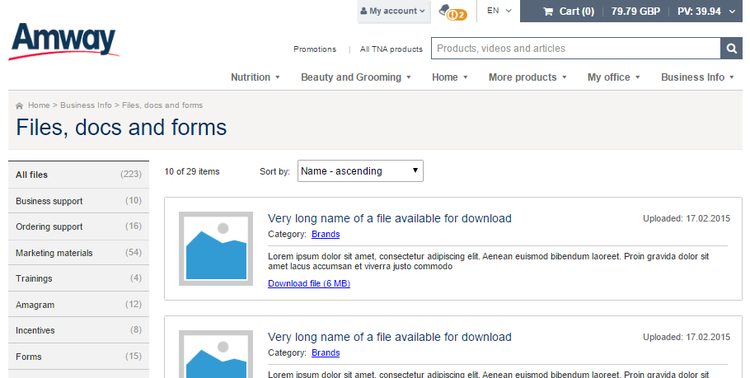 My account
2
EN
Cart (0)
79.79 GBP
PV: 39.94
Amway
Promotions
All TNA products
Products, videos and articles
Nutrition
Beauty and Grooming
Home
More products
My office
Business Info
Home > Business Info > Files, docs and forms
Files, docs and forms
All files (223)
Business support (10)
Ordering support (16)
Marketing materials (54)
Trainings (4)
Amagram (12)
Incentives (8)
Forms (15)
10 of 29 items
Sort by:
Name - ascending
Very long name of a file available for download
Uploaded: 17.02.2015
Category: Brands
Lorem ipsum dolor sit amet, consectetur adipiscing elit. Aenean euismod bibendum laoreet. Proin gravida dolor sit
amet lacus accumsan et viverra justo commodo
Download file (6 MB)
Very long name of a file available for download
Uploaded: 17.02.2015
Category: Brands
Lorem ipsum dolor sit amet, consectetur adipiscing elit. Aenean euismod bibendum laoreet. Proin gravida dolor sit